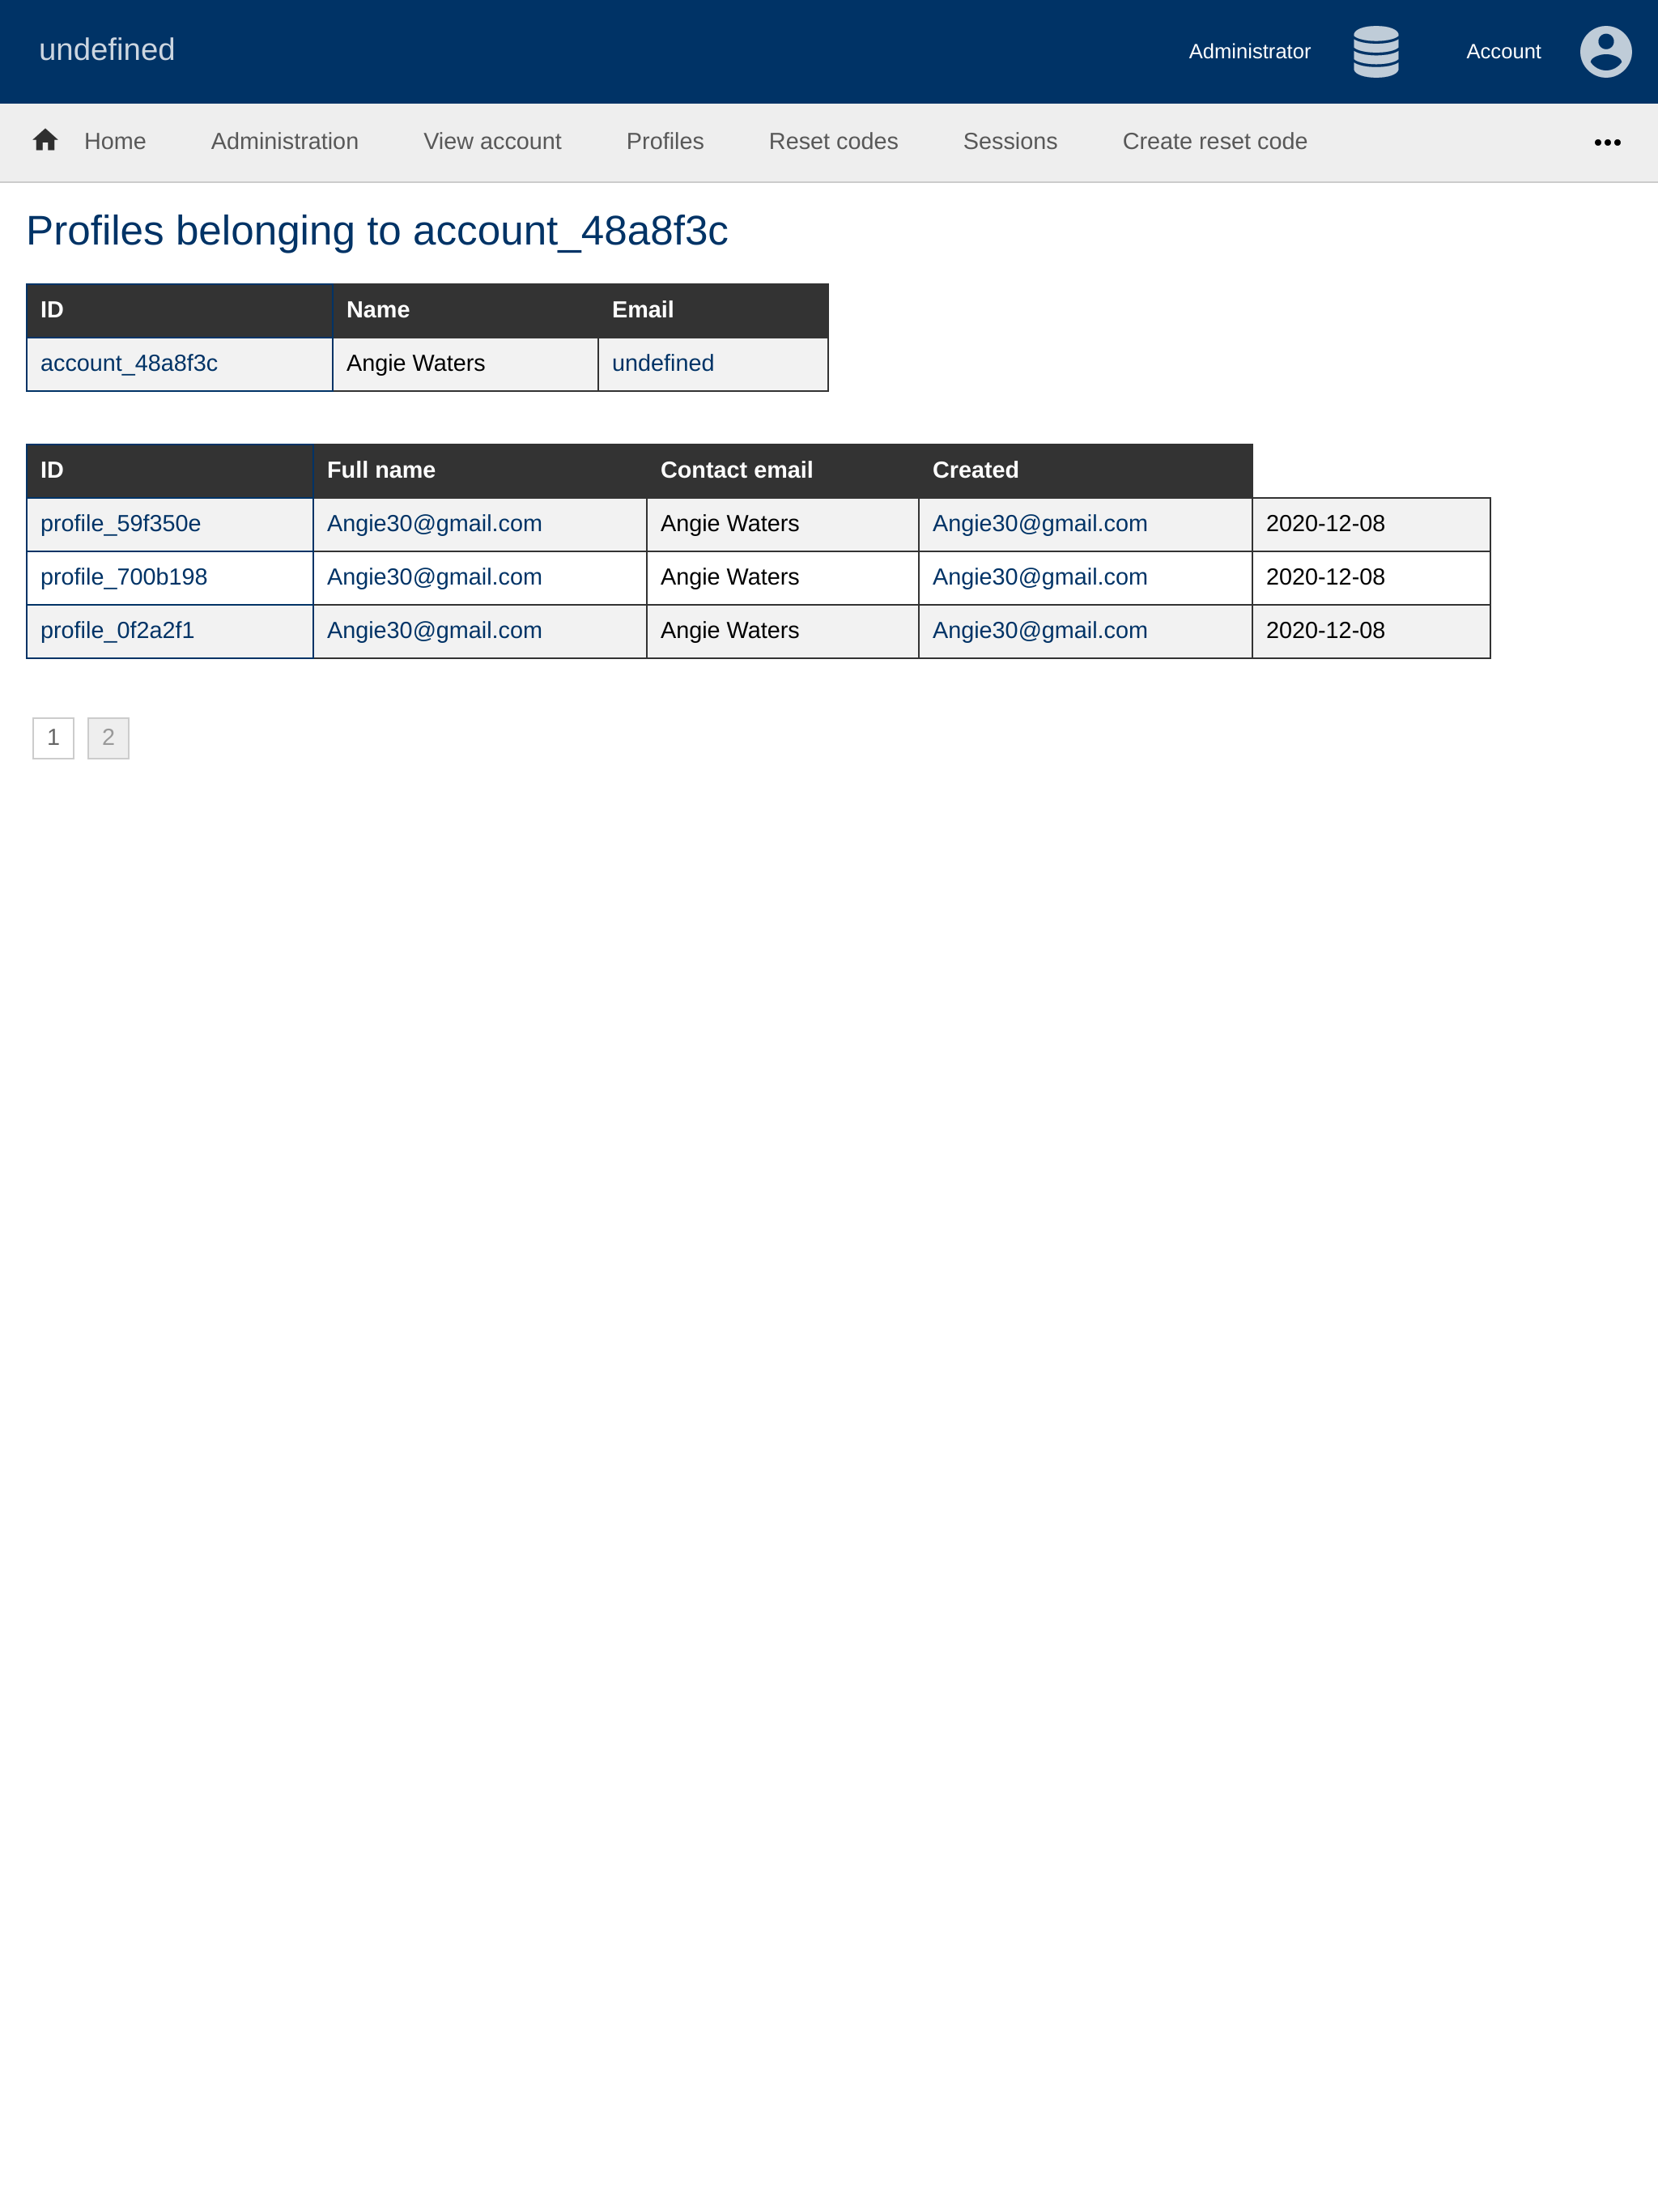 undefined
Administrator
Account
Home Administration View account Profiles Reset codes Sessions Create reset code •••
Profiles belonging to account_48a8f3c
ID Name Email
account_48a8f3c Angie Waters undefined
ID Full name Contact email Created
profile_59f350e Angie30@gmail.com Angie Waters Angie30@gmail.com 2020-12-08
profile_700b198 Angie30@gmail.com Angie Waters Angie30@gmail.com 2020-12-08
profile_0f2a2f1 Angie30@gmail.com Angie Waters Angie30@gmail.com 2020-12-08
1 2